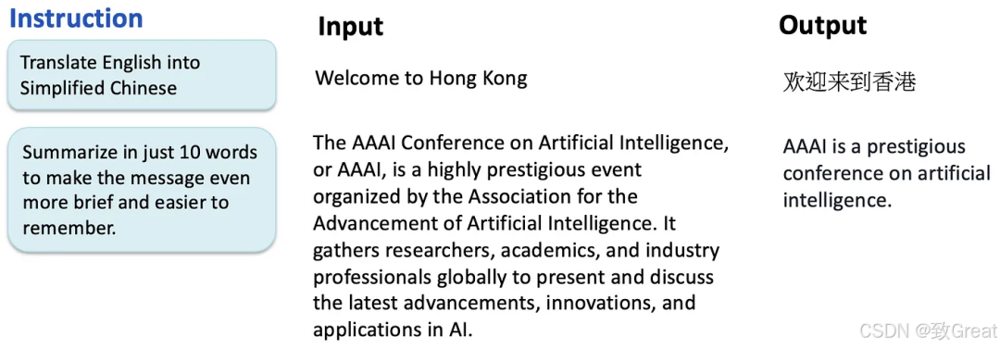 Instruction
Translate English into
Simplified Chinese
Summarize in just 10 words
to make the message even
more brief and easier to
remember.
Input
Welcome to Hong Kong
The AAAI Conference on Artificial Intelligence,
or AAAI, is a highly prestigious event
organized by the Association for the
Advancement of Artificial Intelligence. It
gathers researchers, academics, and industry
professionals globally to present and discuss
the latest advancements, innovations, and
applications in AI.
Output
欢迎来到香港
AAAI is a prestigious
conference on artificial
intelligence.
CSDN @致Great